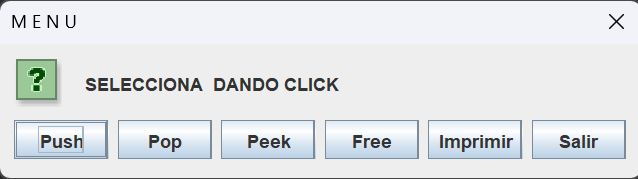 M E N U
?
SELECCIONA  DANDO CLICK
Push Pop Peek Free Imprimir Salir